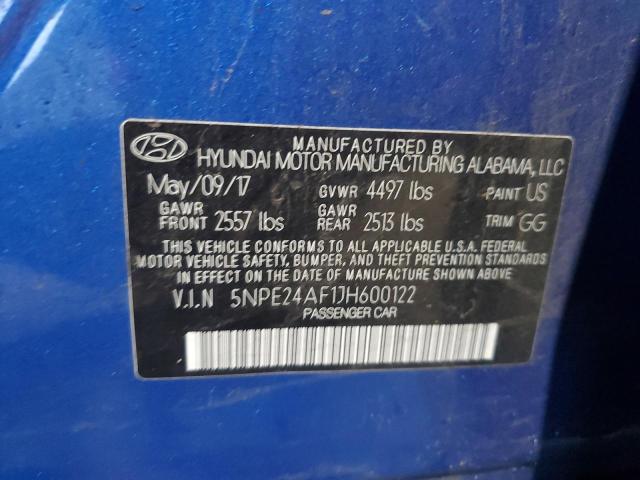 MANUFACTURED BY
HYUNDAI MOTOR MANUFACTURING ALABAMA, LLC
May/09/17 GVWR 4497 lbs PAINT US
GAWR FRONT 2557 lbs GAWR REAR 2513 lbs TRIM GG
THIS VEHICLE CONFORMS TO ALL APPLICABLE U.S.A. FEDERAL
MOTOR VEHICLE SAFETY, BUMPER, AND THEFT PREVENTION STANDARDS
IN EFFECT ON THE DATE OF MANUFACTURE SHOWN ABOVE.
V.I.N 5NPE24AF1JH600122
PASSENGER CAR